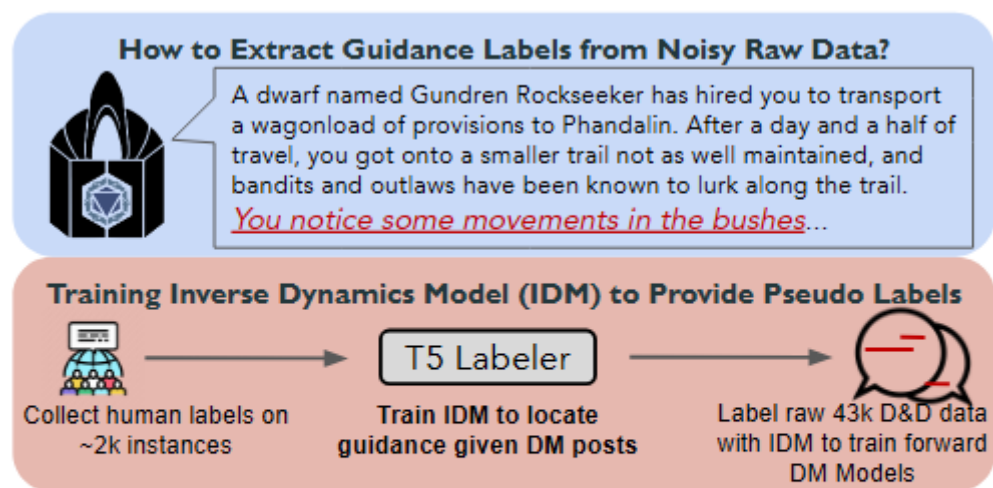 How to Extract Guidance Labels from Noisy Raw Data?
A dwarf named Gundren Rockseeker has hired you to transport
a wagonload of provisions to Phandalin. After a day and a half of
travel, you got onto a smaller trail not as well maintained, and
bandits and outlaws have been known to lurk along the trail.
You notice some movements in the bushes...
Training Inverse Dynamics Model (IDM) to Provide Pseudo Labels
T5 Labeler
Collect human labels on
~2k instances
Train IDM to locate
guidance given DM posts
Label raw 43k D&D data
with IDM to train forward
DM Models